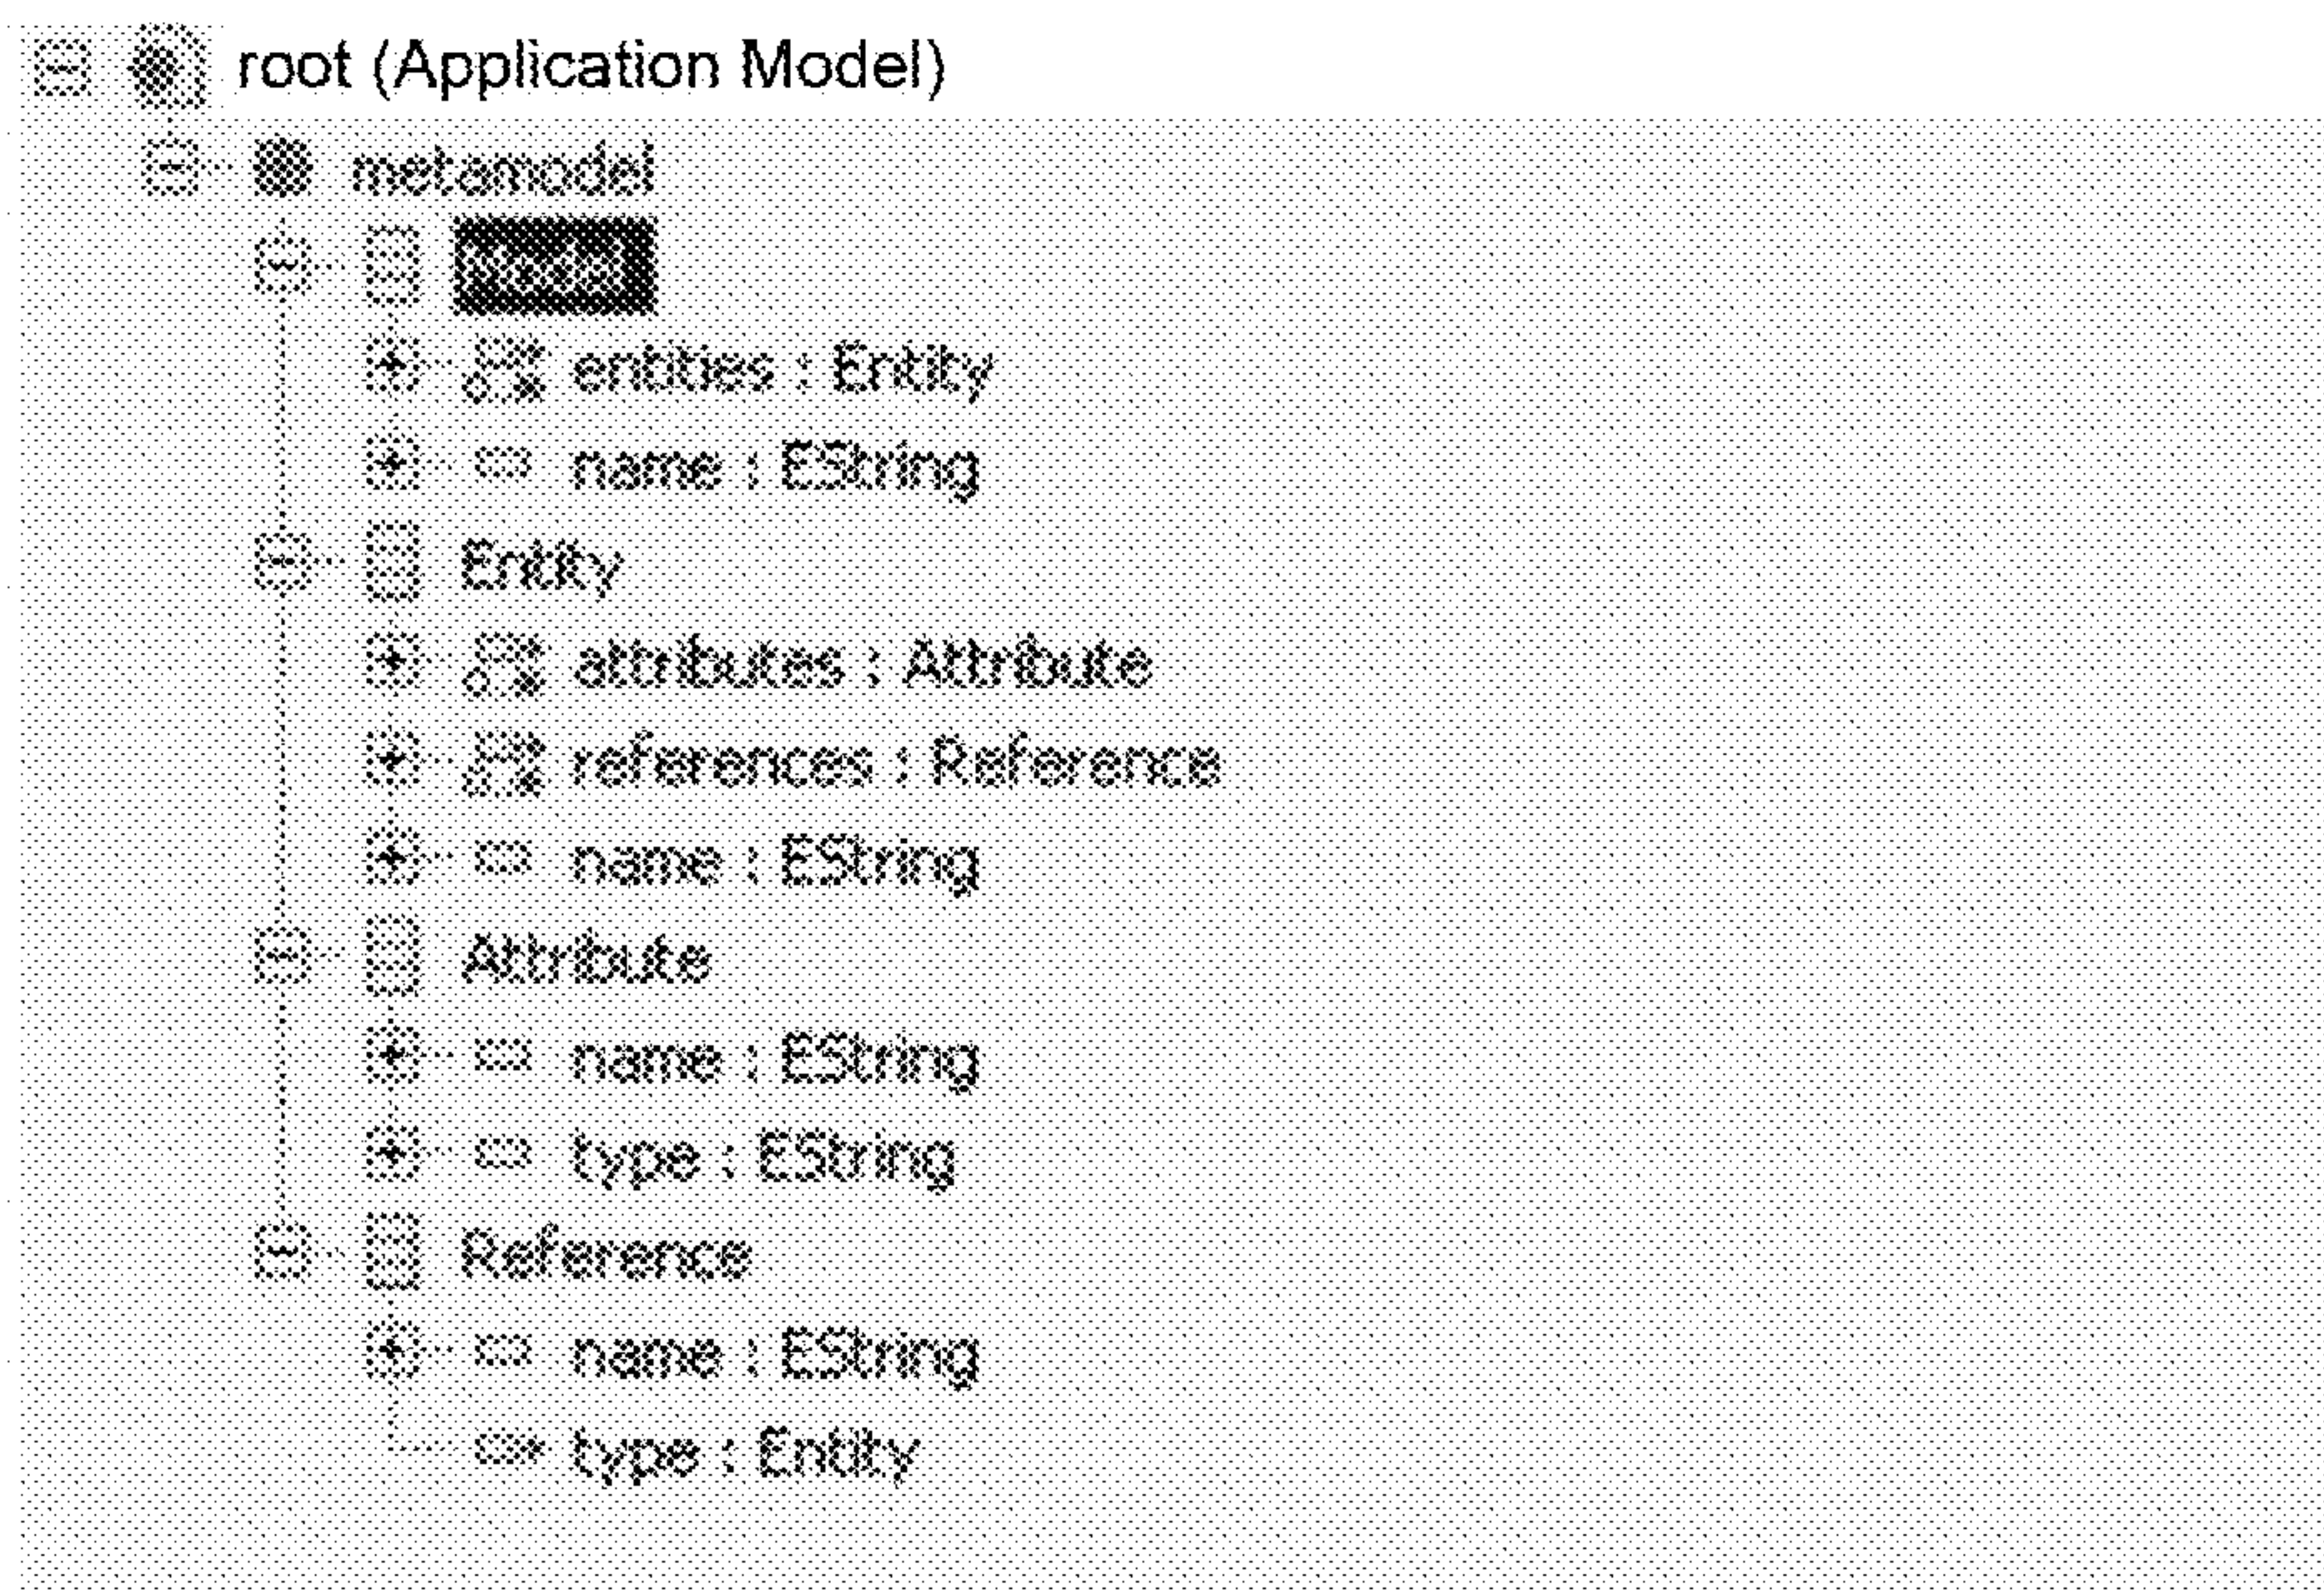 root (Application Model)
metamodel
Model
entities : Entity
name : EString
Entity
attributes : Attribute
references : Reference
name : EString
Attribute
name : EString
type : EString
Reference
name : EString
type : Entity